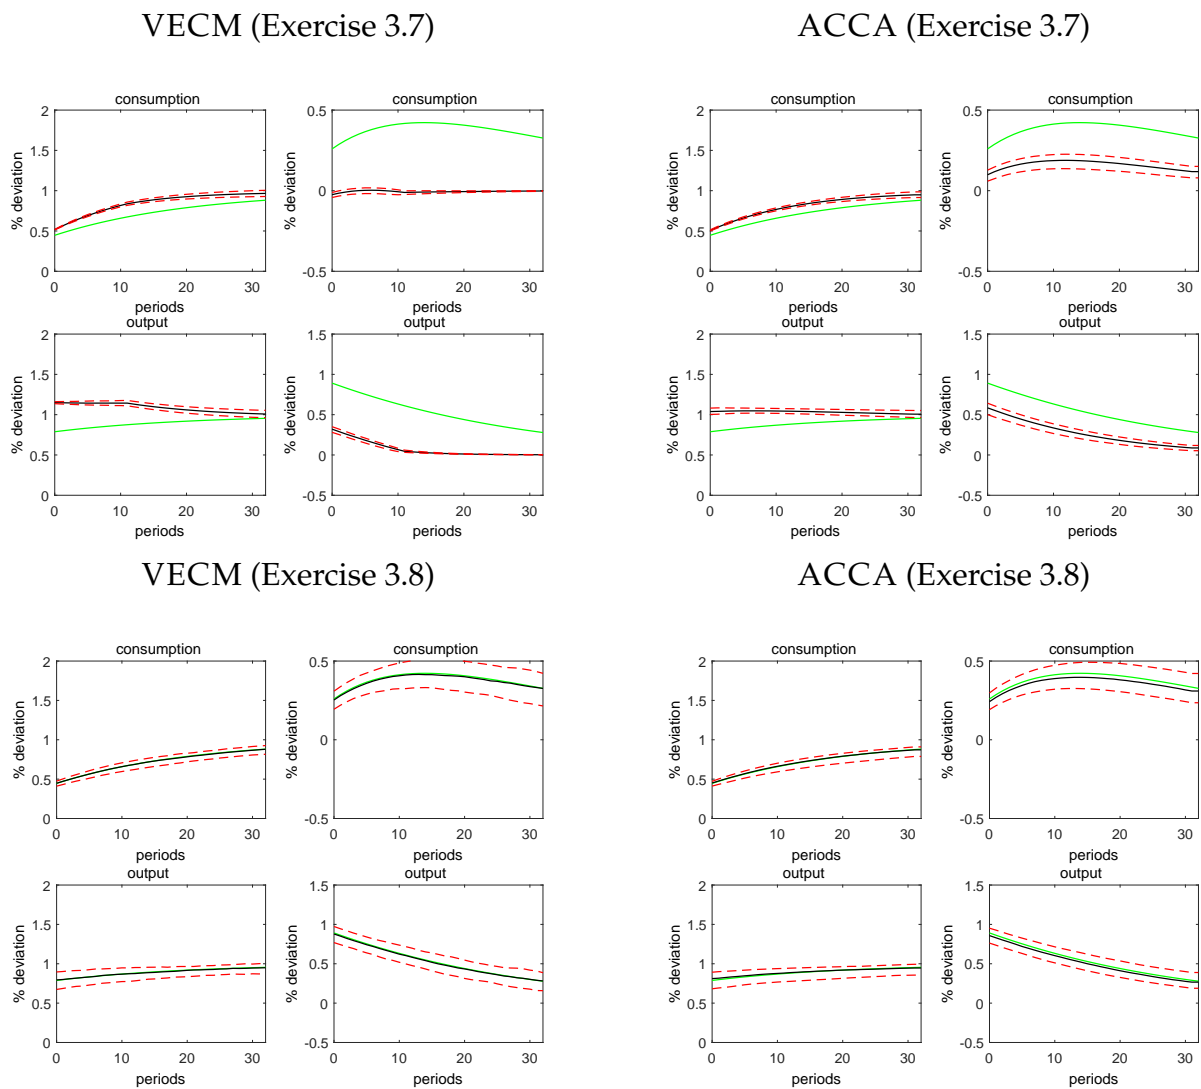 VECM (Exercise 3.7)
consumption
% deviation
2
1.5
1
0.5
0
0 10 20 30
periods
consumption
% deviation
0.5
0
-0.5
0 10 20 30
periods
output
% deviation
2
1.5
1
0.5
0
0 10 20 30
periods
output
% deviation
1.5
1
0.5
0
-0.5
0 10 20 30
periods
ACCA (Exercise 3.7)
consumption
% deviation
2
1.5
1
0.5
0
0 10 20 30
periods
consumption
% deviation
0.5
0
-0.5
0 10 20 30
periods
output
% deviation
2
1.5
1
0.5
0
0 10 20 30
periods
output
% deviation
1.5
1
0.5
0
-0.5
0 10 20 30
periods
VECM (Exercise 3.8)
consumption
% deviation
2
1.5
1
0.5
0
0 10 20 30
periods
consumption
% deviation
0.5
0
-0.5
0 10 20 30
periods
output
% deviation
2
1.5
1
0.5
0
0 10 20 30
periods
output
% deviation
1.5
1
0.5
0
-0.5
0 10 20 30
periods
ACCA (Exercise 3.8)
consumption
% deviation
2
1.5
1
0.5
0
0 10 20 30
periods
consumption
% deviation
0.5
0
-0.5
0 10 20 30
periods
output
% deviation
2
1.5
1
0.5
0
0 10 20 30
periods
output
% deviation
1.5
1
0.5
0
-0.5
0 10 20 30
periods